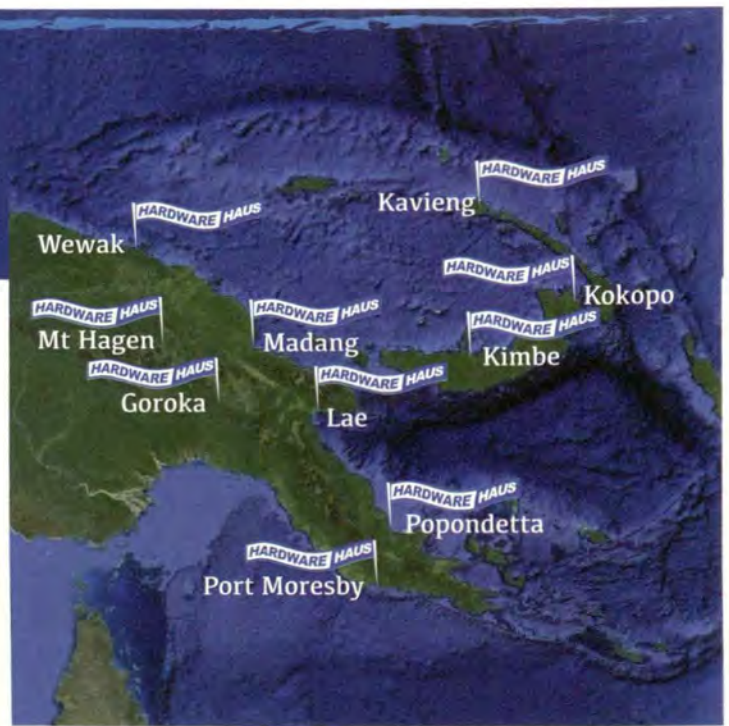 HARDWARE HAUS
Kavieng
HARDWARE HAUS
Wewak
HARDWARE HAUS
Kokopo
HARDWARE HAUS
Mt Hagen
HARDWARE HAUS
Madang
HARDWARE HAUS
Kimbe
HARDWARE HAUS
Goroka
HARDWARE HAUS
Lae
HARDWARE HAUS
Popondetta
HARDWARE HAUS
Port Moresby